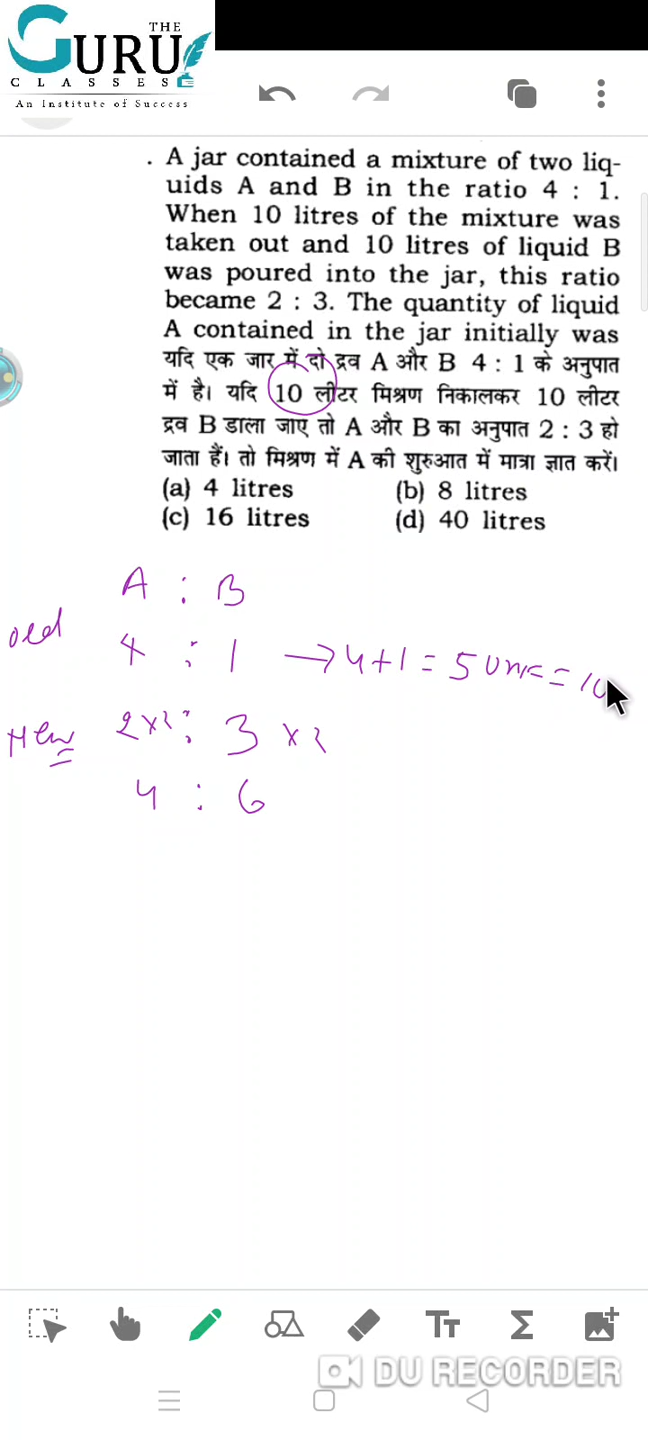 THE
GURU
CLASSES
An Institute of Success
. A jar contained a mixture of two liq-
uids A and B in the ratio 4 : 1.
When 10 litres of the mixture was
taken out and 10 litres of liquid B
was poured into the jar, this ratio
became 2 : 3. The quantity of liquid
A contained in the jar initially was
यदि एक जार में दो द्रव A और B 4 : 1 के अनुपात
में है। यदि 10 लीटर मिश्रण निकालकर 10 लीटर
द्रव B डाला जाए तो A और B का अनुपात 2 : 3 हो
जाता हैं। तो मिश्रण में A की शुरुआत में मात्रा ज्ञात करें।
(a) 4 litres (b) 8 litres
(c) 16 litres (d) 40 litres
A : B
old
4 : 1 → 4 + 1 = 5 = 10
New 2 × 2 : 3 × 2
4 : 6
Tт
Σ
DU RECORDER